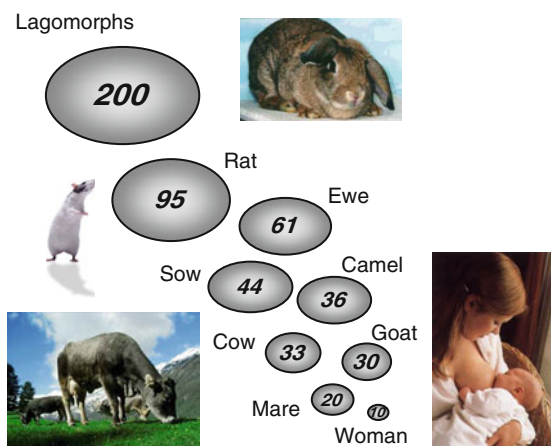 Lagomorphs
200
Rat
95
Ewe
61
Sow
44
Camel
36
Cow
33
Goat
30
Mare
20
10
Woman